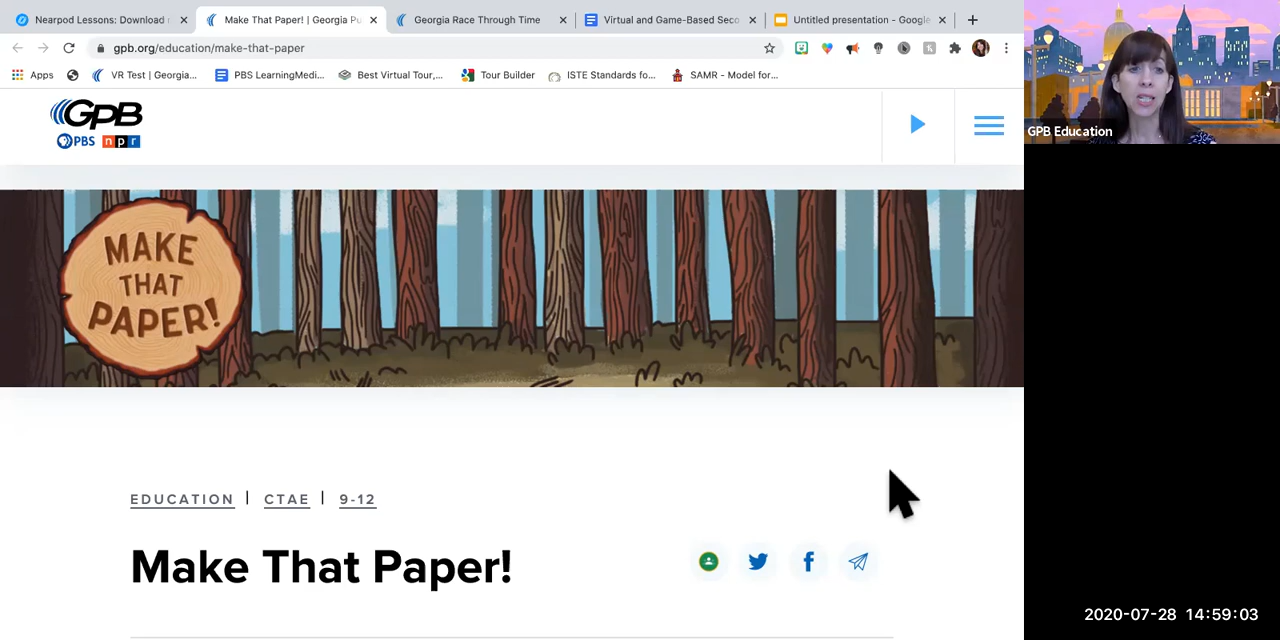 Nearpod Lessons: Download r
Make That Paper! | Georgia Pu
Georgia Race Through Time
Virtual and Game-Based Seco
Untitled presentation - Google
gpb.org/education/make-that-paper
Apps
VR Test | Georgia...
PBS LearningMedi...
Best Virtual Tour,...
Tour Builder
ISTE Standards fo...
SAMR - Model for...
GPB
PBS npr
GPB Education
MAKE
THAT
PAPER!
EDUCATION | CTAE | 9-12
Make That Paper!
2020-07-28 14:59:03